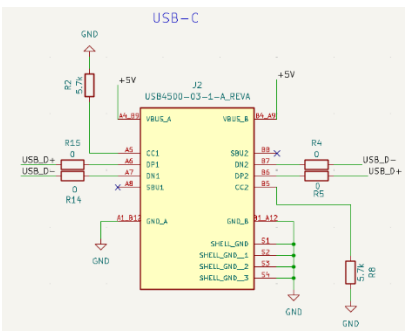 USB-C
GND
R2
5.7k
+5V
J2
USB4500-03-1-A_REVA
+5V
A4_B9
VBUS_A
VBUS_B
B4_A9
A5
CC1
SBU2
B8
R15
0
USB_D+
A6
DP1
DN2
B7
R4
0
USB_D-
USB_D-
A7
DN1
DP2
B6
USB_D+
0
R14
A8
SBU1
CC2
B5
0
R5
A1_B12
GND_A
GND_B
B1_A12
GND
SHELL_GND
S1
SHELL_GND__1
S2
SHELL_GND__2
S3
SHELL_GND__3
S4
5.7k
R8
GND
GND